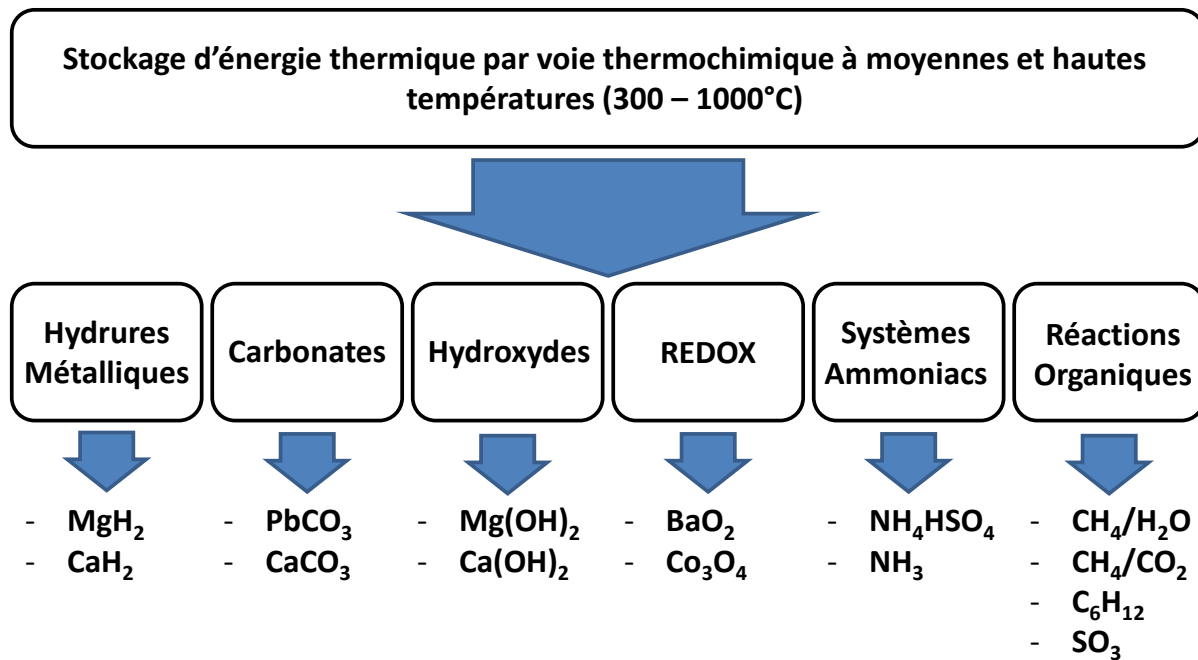 Stockage d’énergie thermique par voie thermochimique à moyennes et hautes
températures (300 – 1000°C)
Hydrures
Métalliques
Carbonates
Hydroxydes
REDOX
Systèmes
Ammoniacs
Réactions
Organiques
- MgH₂
- CaH₂
- PbCO₃
- CaCO₃
- Mg(OH)₂
- Ca(OH)₂
- BaO₂
- Co₃O₄
- NH₄HSO₄
- NH₃
- CH₄/H₂O
- CH₄/CO₂
- C₆H₁₂
- SO₃